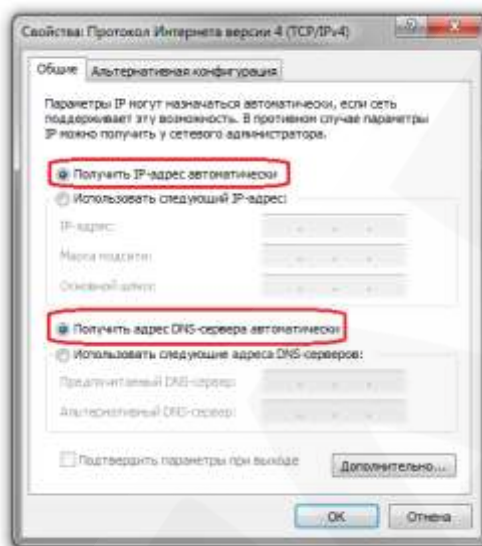 Свойства: Протокол Интернета версии 4 (TCP/IPv4)
Общие Альтернативная конфигурация
Параметры IP могут назначаться автоматически, если сеть
поддерживает эту возможность. В противном случае параметры
IP можно получить у сетевого администратора.
Получить IP-адрес автоматически
Использовать следующий IP-адрес:
IP-адрес:
Маска подсети:
Основной шлюз:
Получить адрес DNS-сервера автоматически
Использовать следующие адреса DNS-серверов:
Предпочитаемый DNS-сервер:
Альтернативный DNS-сервер:
Подтвердить параметры при выходе
Дополнительно...
ОК Отмена